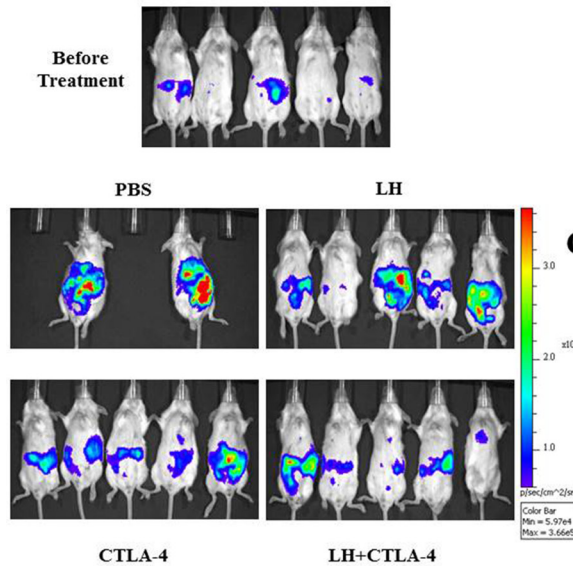 Before
Treatment
PBS
LH
3.0
x10
2.0
1.0
p/sec/cm^2/sr
Color Bar
Min = 5.97e4
Max = 3.66e5
CTLA-4
LH+CTLA-4